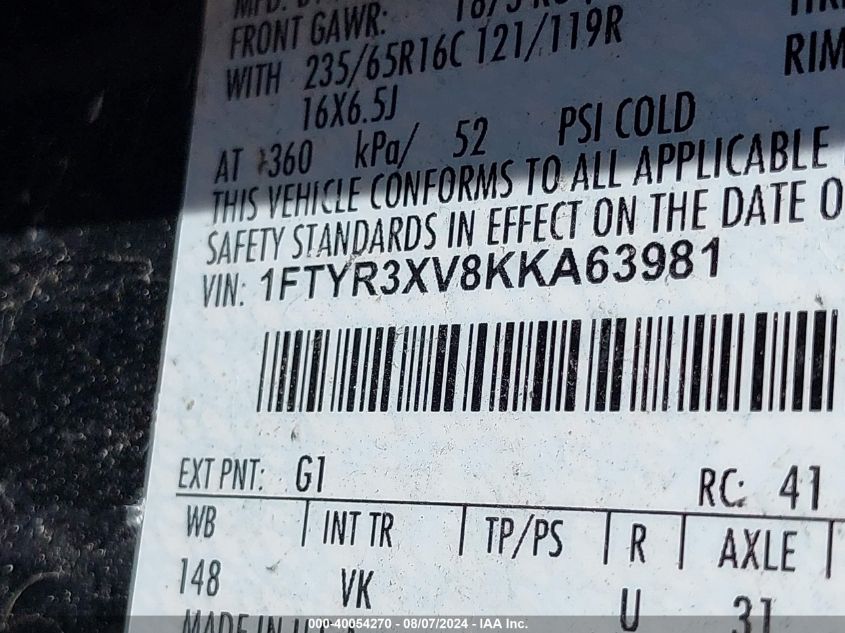 FRONT GAWR:
WITH 235/65R16C 121/119R
16X6.5J
RIM
AT 360 kPa/ 52 PSI COLD
THIS VEHICLE CONFORMS TO ALL APPLICABLE
SAFETY STANDARDS IN EFFECT ON THE DATE O
VIN: 1FTYR3XV8KKA63981
EXT PNT: G1 RC: 41
WB INT TR TP/PS R AXLE
148 VK U 31
MADE IN U.S.A.
000-40054270 - 08/07/2024 - IAA Inc.